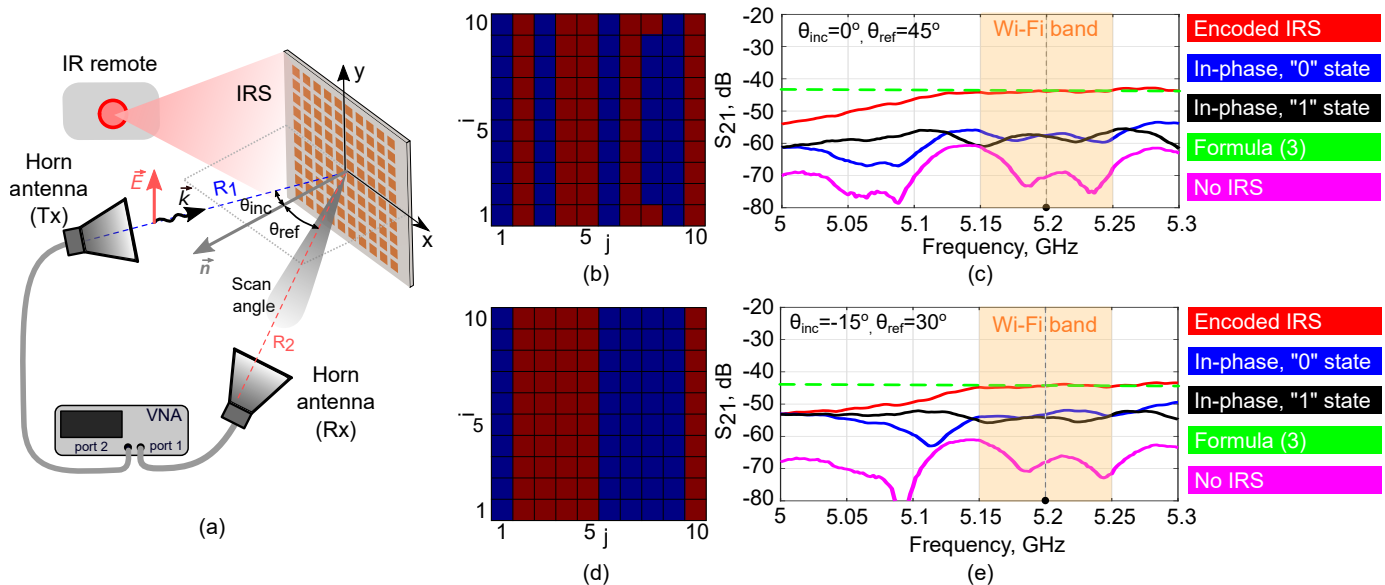 IR remote
IRS
y
x
Horn
antenna
(Tx)
E
k
R1
θinc
θref
n
Scan
angle
R2
Horn
antenna
(Rx)
VNA
port 2 port 1
(a)
10
5
i
1
1 5 j 10
(b)
θinc=0°, θref=45°
Wi-Fi band
S21, dB
-20
-30
-40
-50
-60
-70
-80
5 5.05 5.1 5.15 5.2 5.25 5.3
Frequency, GHz
(c)
Encoded IRS
In-phase, "0" state
In-phase, "1" state
Formula (3)
No IRS
10
5
i
1
1 5 j 10
(d)
θinc=-15°, θref=30°
Wi-Fi band
S21, dB
-20
-30
-40
-50
-60
-70
-80
5 5.05 5.1 5.15 5.2 5.25 5.3
Frequency, GHz
(e)
Encoded IRS
In-phase, "0" state
In-phase, "1" state
Formula (3)
No IRS